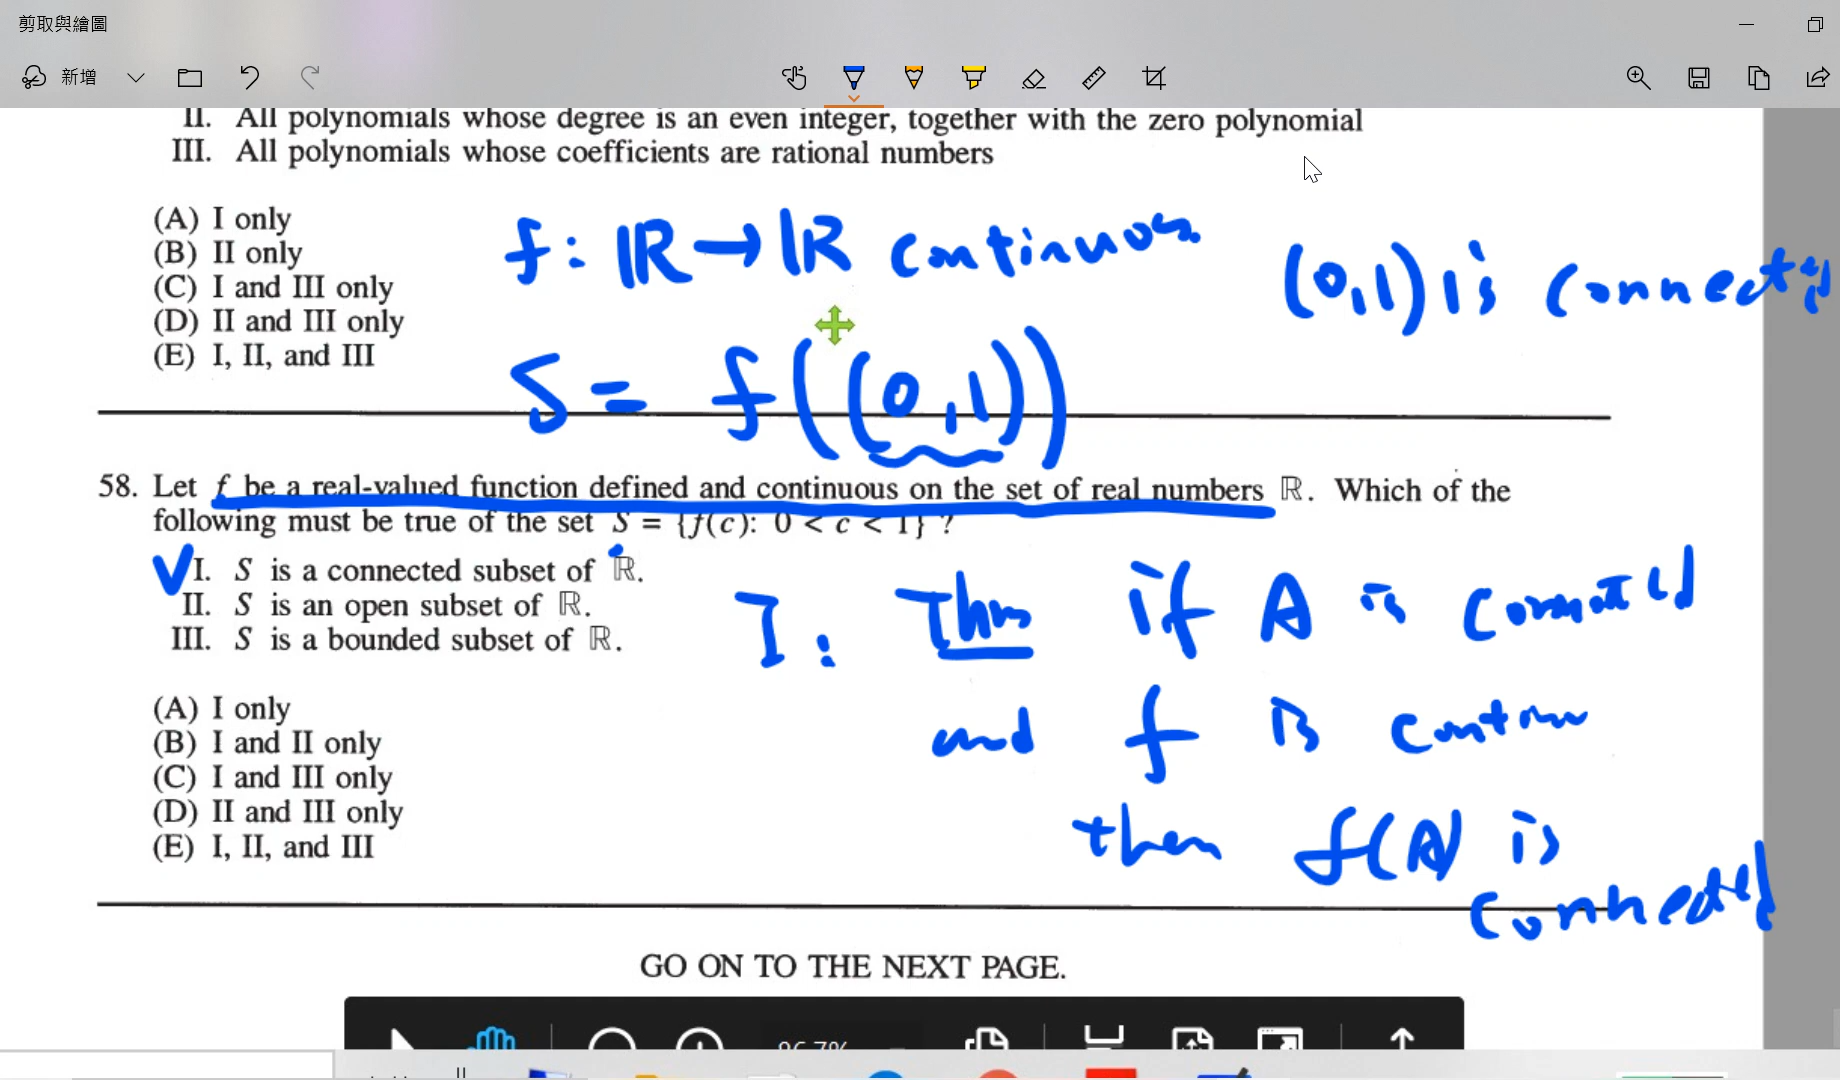 剪取與繪圖
新增
II. All polynomials whose degree is an even integer, together with the zero polynomial
III. All polynomials whose coefficients are rational numbers
(A) I only
(B) II only
(C) I and III only
(D) II and III only
(E) I, II, and III
f: ℝ → ℝ continuous
(0,1) is connected
S = f((0,1))
58. Let f be a real-valued function defined and continuous on the set of real numbers ℝ. Which of the
following must be true of the set S = {f(c): 0 < c < 1} ?
I. S is a connected subset of ℝ.
II. S is an open subset of ℝ.
III. S is a bounded subset of ℝ.
I: Thm if A is connected
and f is
then f(A) is
connected
(A) I only
(B) I and II only
(C) I and III only
(D) II and III only
(E) I, II, and III
GO ON TO THE NEXT PAGE.